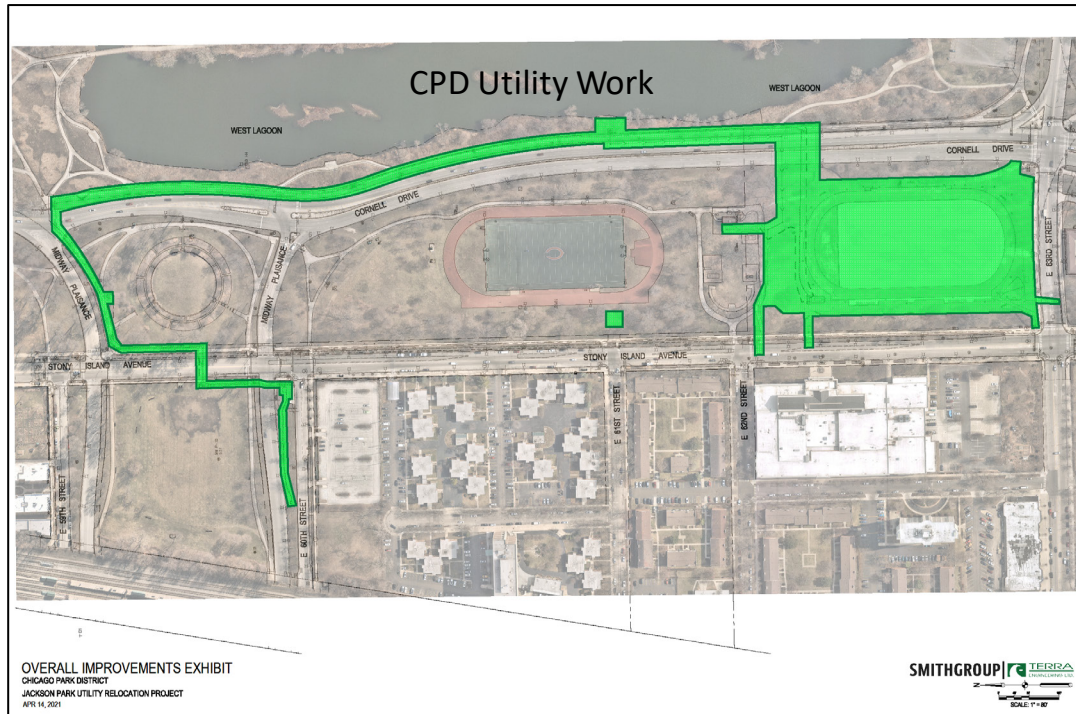 CPD Utility Work
WEST LAGOON
WEST LAGOON
CORNELL DRIVE
CORNELL DRIVE
MIDWAY PLAISANCE
MIDWAY PLAISANCE
E 63RD STREET
STONY ISLAND AVENUE
STONY ISLAND AVENUE
E 59TH STREET
E 60TH STREET
E 61ST STREET
E 62ND STREET
OVERALL IMPROVEMENTS EXHIBIT
CHICAGO PARK DISTRICT
JACKSON PARK UTILITY RELOCATION PROJECT
APR 14, 2021
SMITHGROUP
TERRA
ENGINEERING LTD.
N
SCALE: 1" = 80'